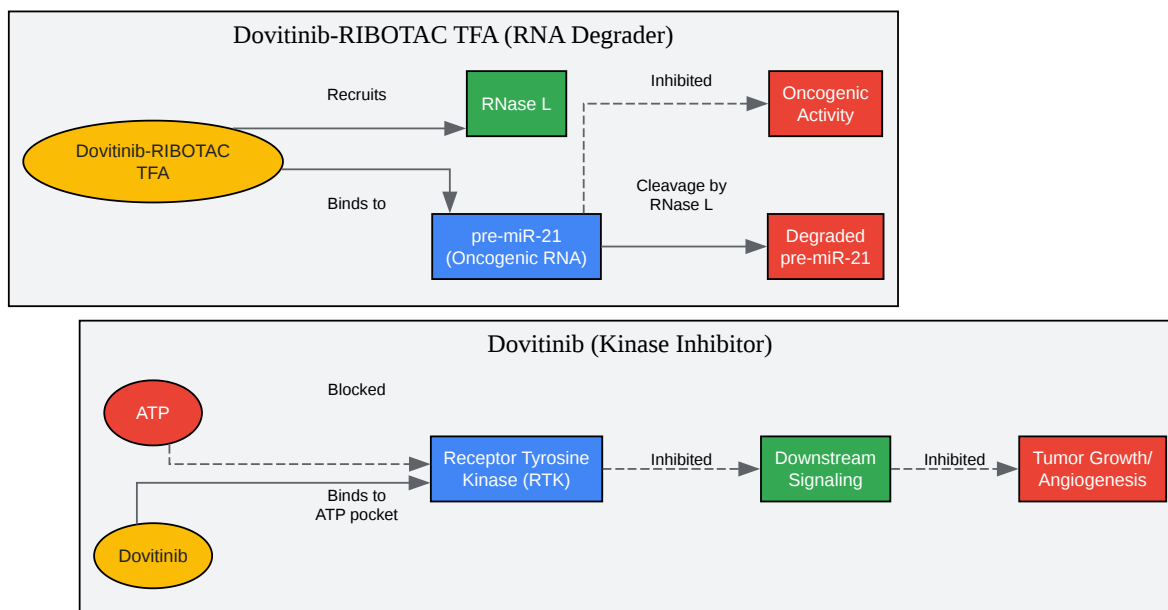 Dovitinib-RIBOTAC TFA (RNA Degrader)
Recruits
RNase L
Inhibited
Oncogenic
Activity
Dovitinib-RIBOTAC
TFA
Binds to
pre-miR-21
(Oncogenic RNA)
Cleavage by
RNase L
Degraded
pre-miR-21
Dovitinib (Kinase Inhibitor)
Blocked
ATP
Receptor Tyrosine
Kinase (RTK)
Inhibited
Downstream
Signaling
Inhibited
Tumor Growth/
Angiogenesis
Binds to
ATP pocket
Dovitinib